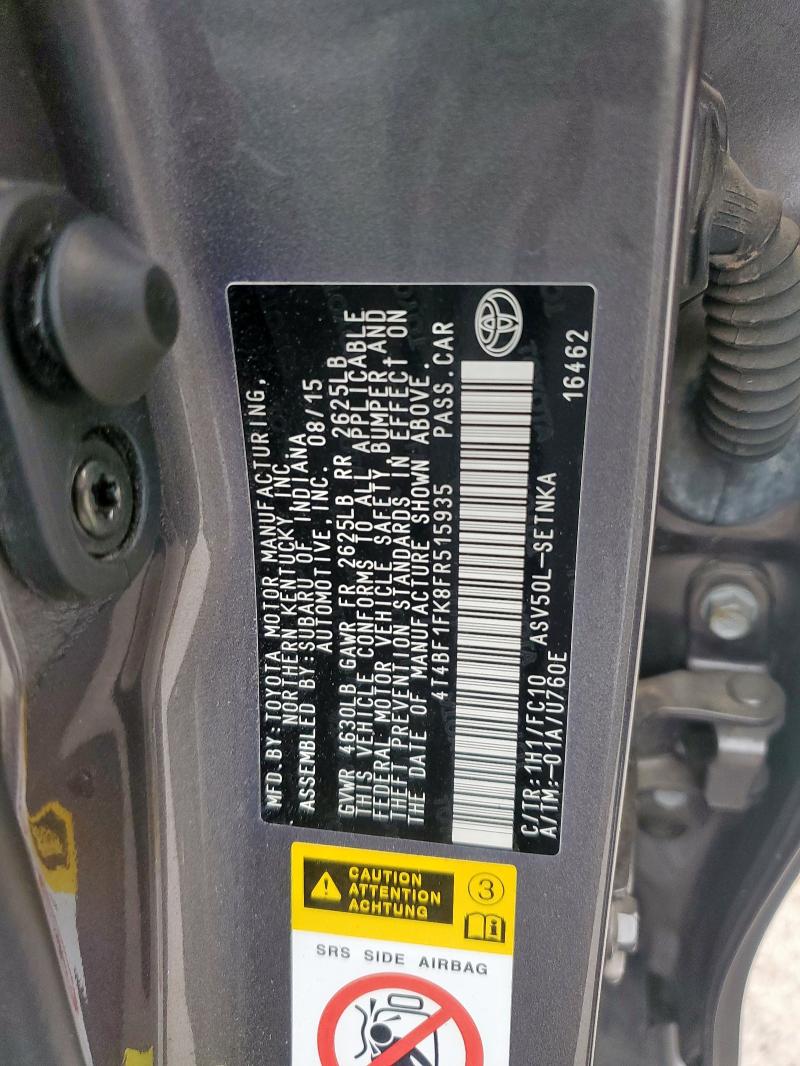 MFD.BY:TOYOTA MOTOR MANUFACTURING,
NORTHERN KENTUCKY,INC.
ASSEMBLED BY:SUBARU OF INDIANA
AUTOMOTIVE,INC. 08/15
GVWR 4630LB GAWR FR 2625LB RR 2625LB
THIS VEHICLE CONFORMS TO ALL APPLICABLE
FEDERAL MOTOR VEHICLE SAFETY, BUMPER,AND
THEFT PREVENTION STANDARDS IN EFFECT ON
THE DATE OF MANUFACTURE SHOWN ABOVE.
4T4BF1FK8FR515935 PASS.CAR
C/TR:1H1/FC10 ASV50L-SETNKA 16462
A/TM:-01A/U760E
CAUTION
ATTENTION
ACHTUNG
3
SRS SIDE AIRBAG